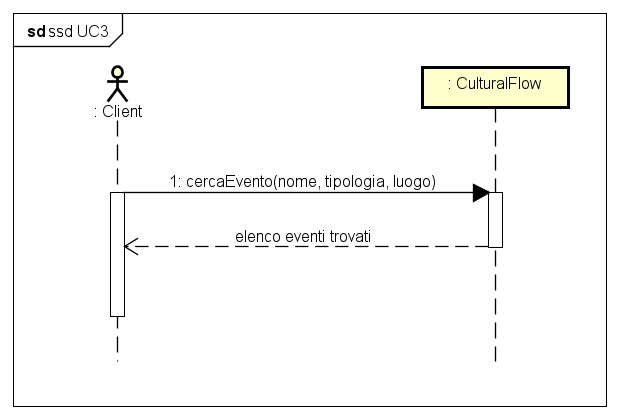 sd ssd UC3
: Client
: CulturalFlow
1: cercaEvento(nome, tipologia, luogo)
elenco eventi trovati